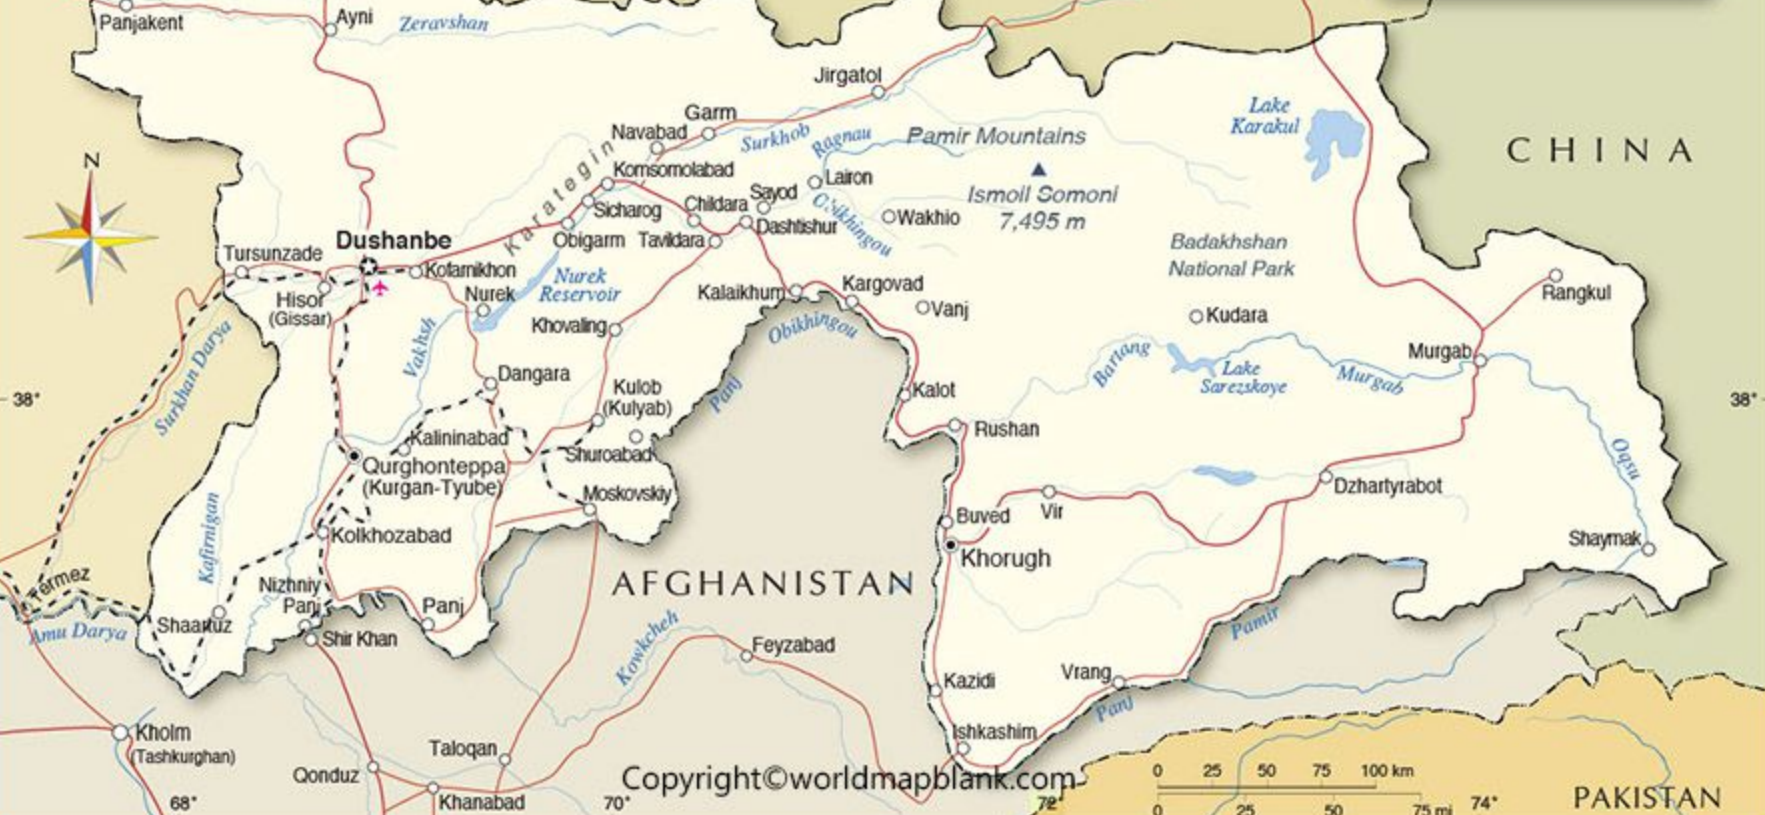 Panjakent
Ayni
Zeravshan
Jirgatol
Garm
Navabad
Surkhob
Ragnau
Pamir Mountains
Lake
Karakul
CHINA
N
Karategin
Komsomolabad
Lairon
Ismoil Somoni
7,495 m
Sicharog
Childara
Sayod
Obikhingou
Wakhio
Dushanbe
Obigarm
Tavildara
Dashtishur
Badakhshan
National Park
Tursunzade
Kofarnikhon
Nurek
Reservoir
Hisor
(Gissar)
Nurek
Kalaikhum
Kargovad
Vanj
Rangkul
Khovaling
Obikhingou
Kudara
Surkhan Darya
Vakhsh
Bartang
Lake
Sarezskoye
Murgab
Murgab
Dangara
Kulob
(Kulyab)
Panj
Kalot
38°
38°
Kalininabad
Rushan
Shuroabad
Oqsu
Qurghonteppa
(Kurgan-Tyube)
Moskovskiy
Dzhartyrabot
Vir
Buved
Kafirnigan
Kolkhozabad
Khorugh
Shaymak
AFGHANISTAN
Termez
Nizhniy
Panj
Panj
Shaartuz
Amu Darya
Shir Khan
Kowkcheh
Feyzabad
Pamir
Kazidi
Vrang
Panj
Ishkashim
Kholm
(Tashkurghan)
Taloqan
Qonduz
Khanabad
Copyright©worldmapblank.com
0 25 50 75 100 km
0 25 50 75 mi
68°
70°
72°
74°
PAKISTAN